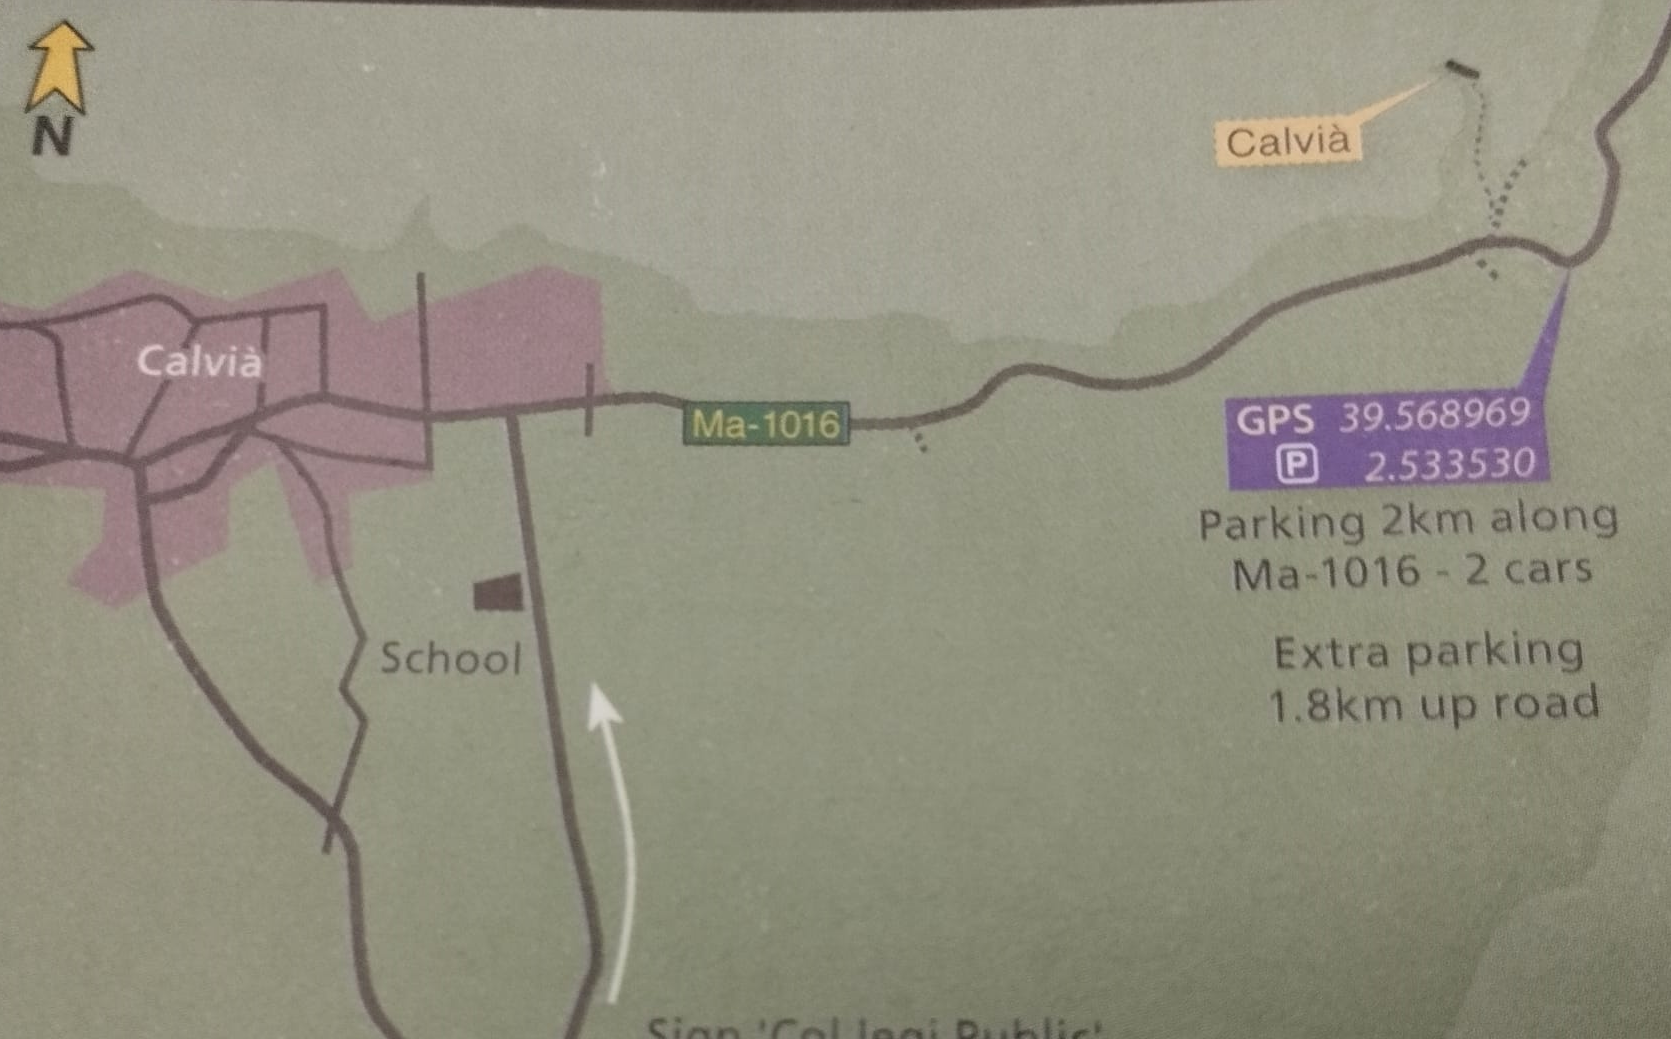 N
Calvià
Calvià
Ma-1016
GPS 39.568969
P 2.533530
Parking 2km along
Ma-1016 - 2 cars
Extra parking
1.8km up road
School
Sign 'Col.legi Public'